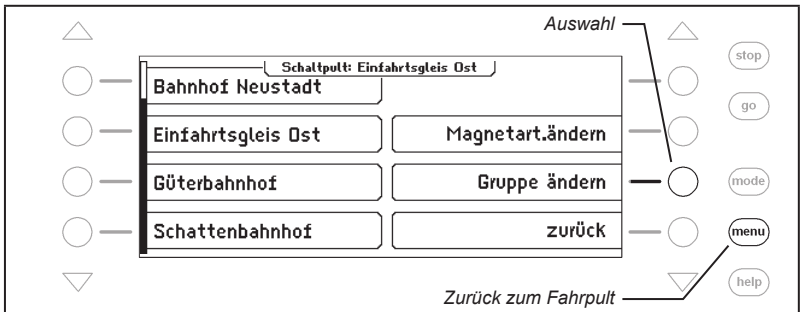 Auswahl
Schaltpult: Einfahrtsgleis Ost
Bahnhof Neustadt
Einfahrtsgleis Ost
Magnetart.ändern
Güterbahnhof
Gruppe ändern
Schattenbahnhof
zurück
stop
go
mode
menu
help
Zurück zum Fahrpult